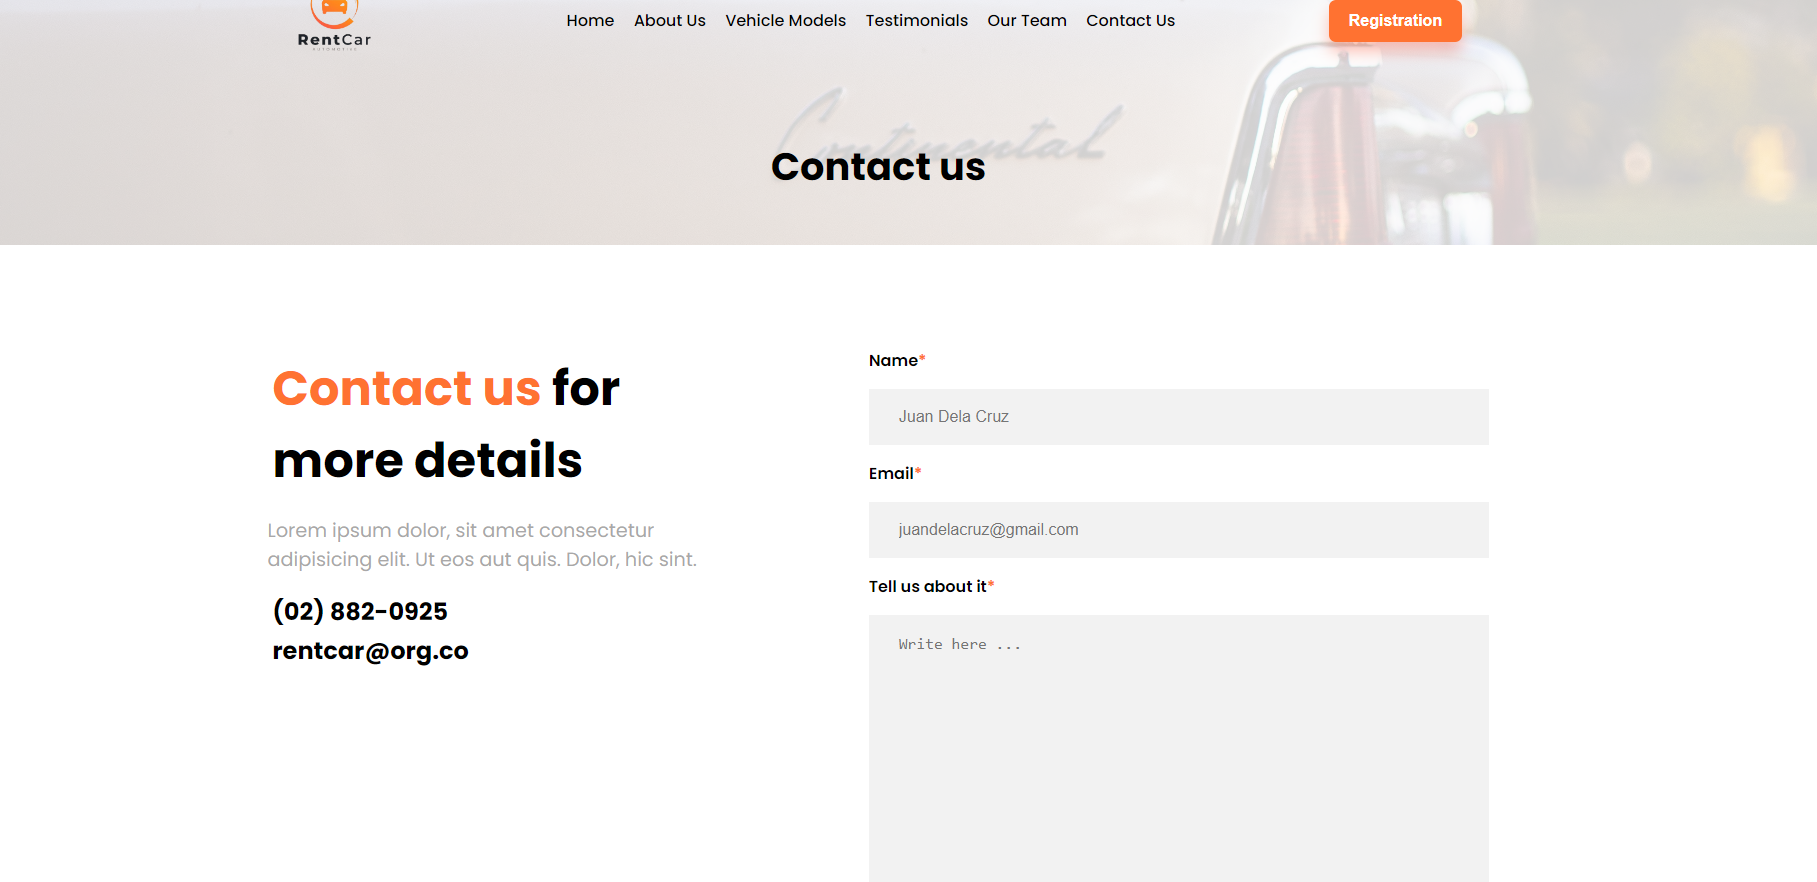 RentCar
AUTOMOTIVE
Home About Us Vehicle Models Testimonials Our Team Contact Us
Registration
Continental
Contact us
Contact us for
more details
Lorem ipsum dolor, sit amet consectetur
adipisicing elit. Ut eos aut quis. Dolor, hic sint.
(02) 882-0925
rentcar@org.co
Name*
Juan Dela Cruz
Email*
juandelacruz@gmail.com
Tell us about it*
Write here ...